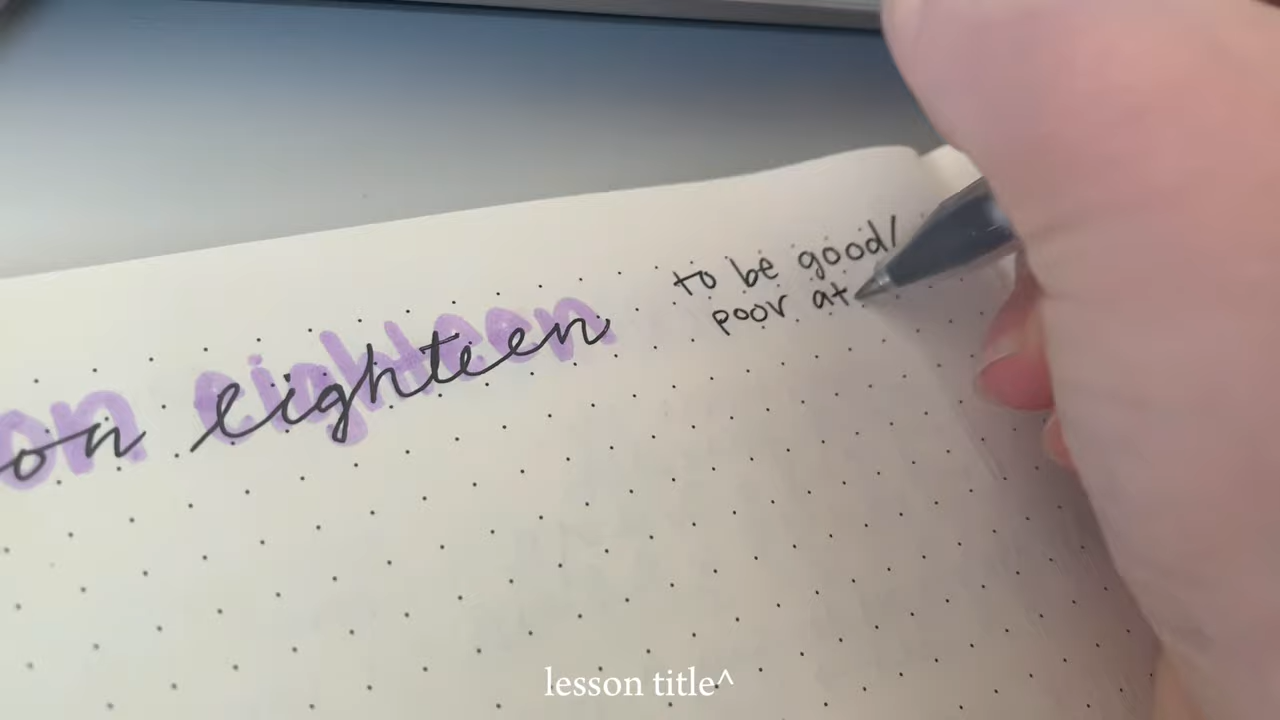 on eighteen
to be good/
poor at
lesson title^